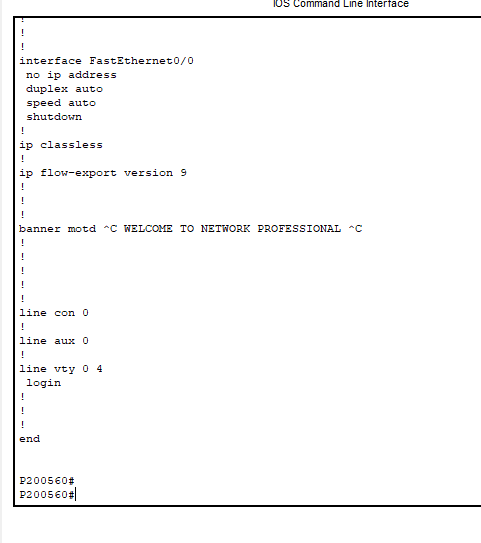 IOS Command Line Interface
!
!
!
interface FastEthernet0/0
no ip address
duplex auto
speed auto
shutdown
!
ip classless
!
ip flow-export version 9
!
!
!
banner motd ^C WELCOME TO NETWORK PROFESSIONAL ^C
!
!
!
!
!
line con 0
!
line aux 0
!
line vty 0 4
login
!
!
!
end
P200560#
P200560#